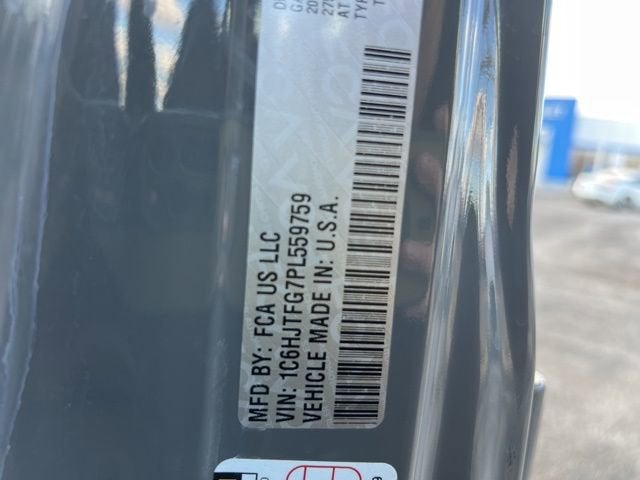 MFD BY: FCA US LLC
VIN: 1C6HJTFG7PL559759
VEHICLE MADE IN: U.S.A.